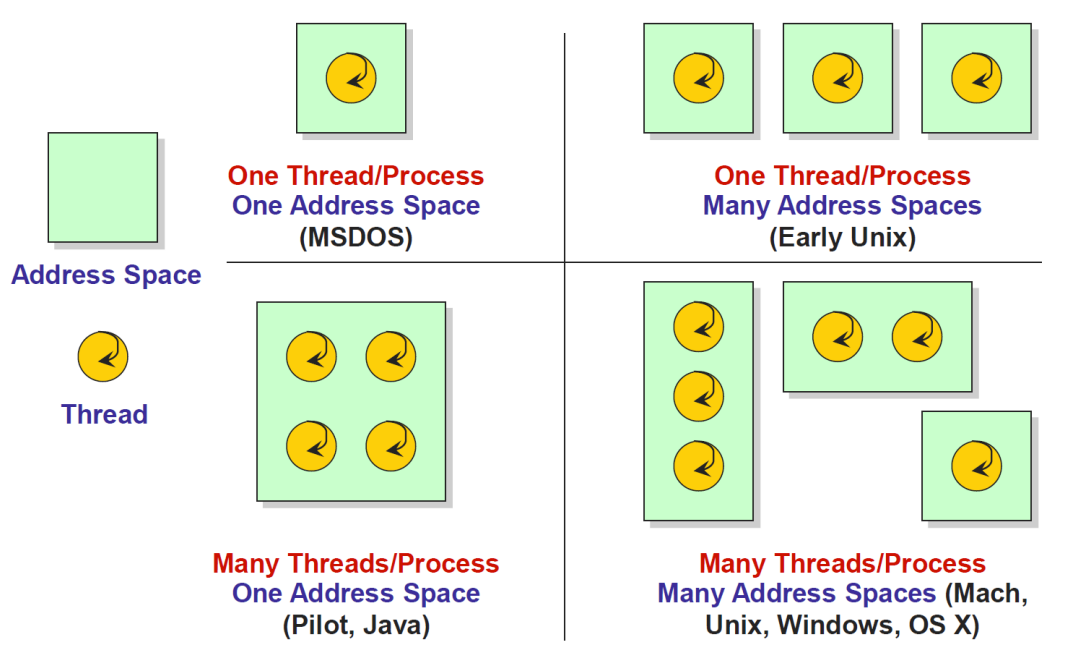 One Thread/Process
One Address Space
(MSDOS)
One Thread/Process
Many Address Spaces
(Early Unix)
Address Space
Thread
Many Threads/Process
One Address Space
(Pilot, Java)
Many Threads/Process
Many Address Spaces (Mach,
Unix, Windows, OS X)